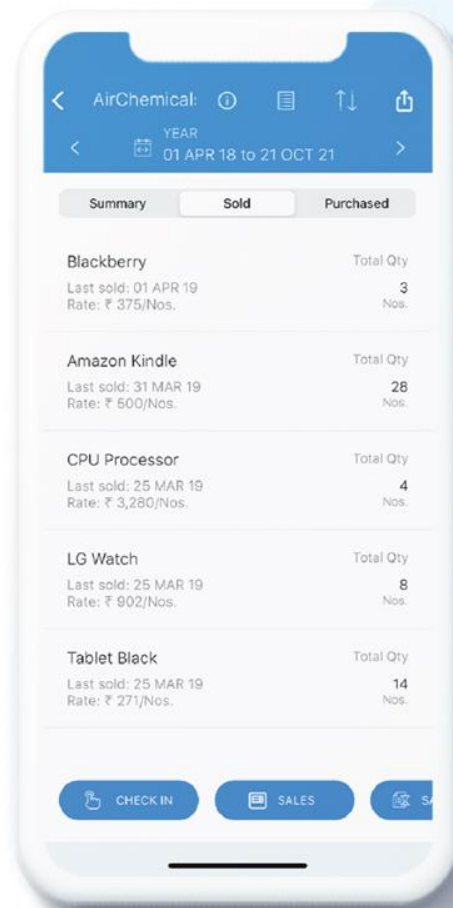 AirChemical:
YEAR
01 APR 18 to 21 OCT 21
Summary Sold Purchased
Blackberry Total Qty
Last sold: 01 APR 19 3
Rate: ₹ 375/Nos. Nos.
Amazon Kindle Total Qty
Last sold: 31 MAR 19 28
Rate: ₹ 500/Nos. Nos.
CPU Processor Total Qty
Last sold: 25 MAR 19 4
Rate: ₹ 3,280/Nos. Nos.
LG Watch Total Qty
Last sold: 25 MAR 19 8
Rate: ₹ 902/Nos. Nos.
Tablet Black Total Qty
Last sold: 25 MAR 19 14
Rate: ₹ 271/Nos. Nos.
CHECK IN SALES